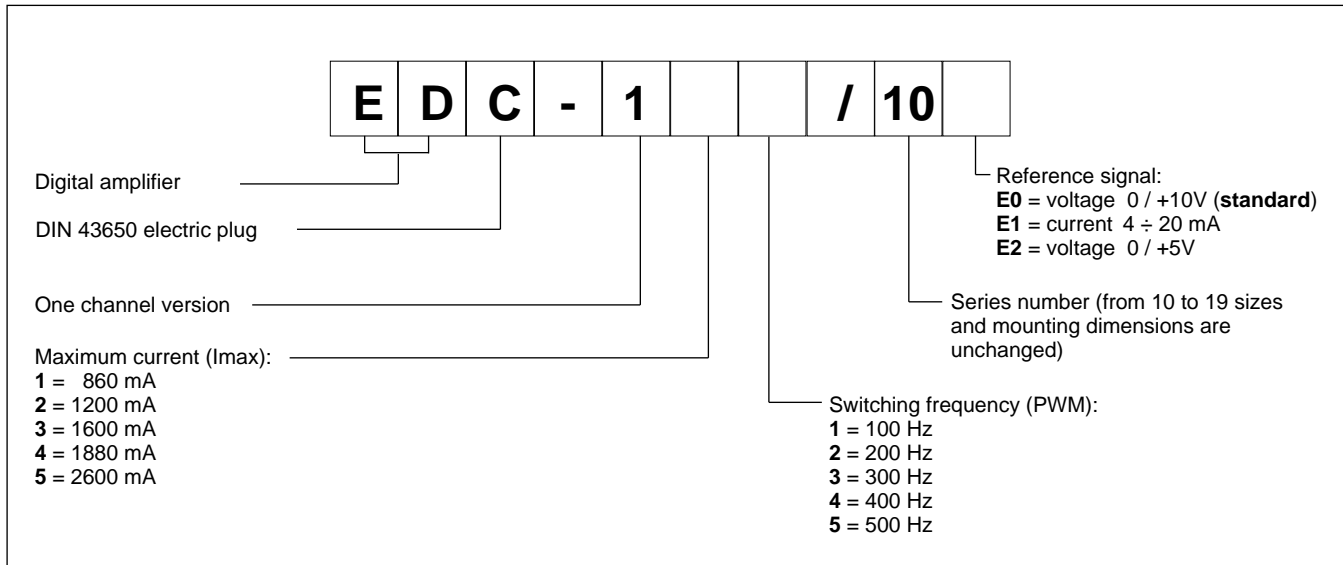 E D C - 1 / 10
Digital amplifier
DIN 43650 electric plug
One channel version
Maximum current (Imax):
1 = 860 mA
2 = 1200 mA
3 = 1600 mA
4 = 1880 mA
5 = 2600 mA
Reference signal:
E0 = voltage 0 / +10V (standard)
E1 = current 4 ÷ 20 mA
E2 = voltage 0 / +5V
Series number (from 10 to 19 sizes
and mounting dimensions are
unchanged)
Switching frequency (PWM):
1 = 100 Hz
2 = 200 Hz
3 = 300 Hz
4 = 400 Hz
5 = 500 Hz